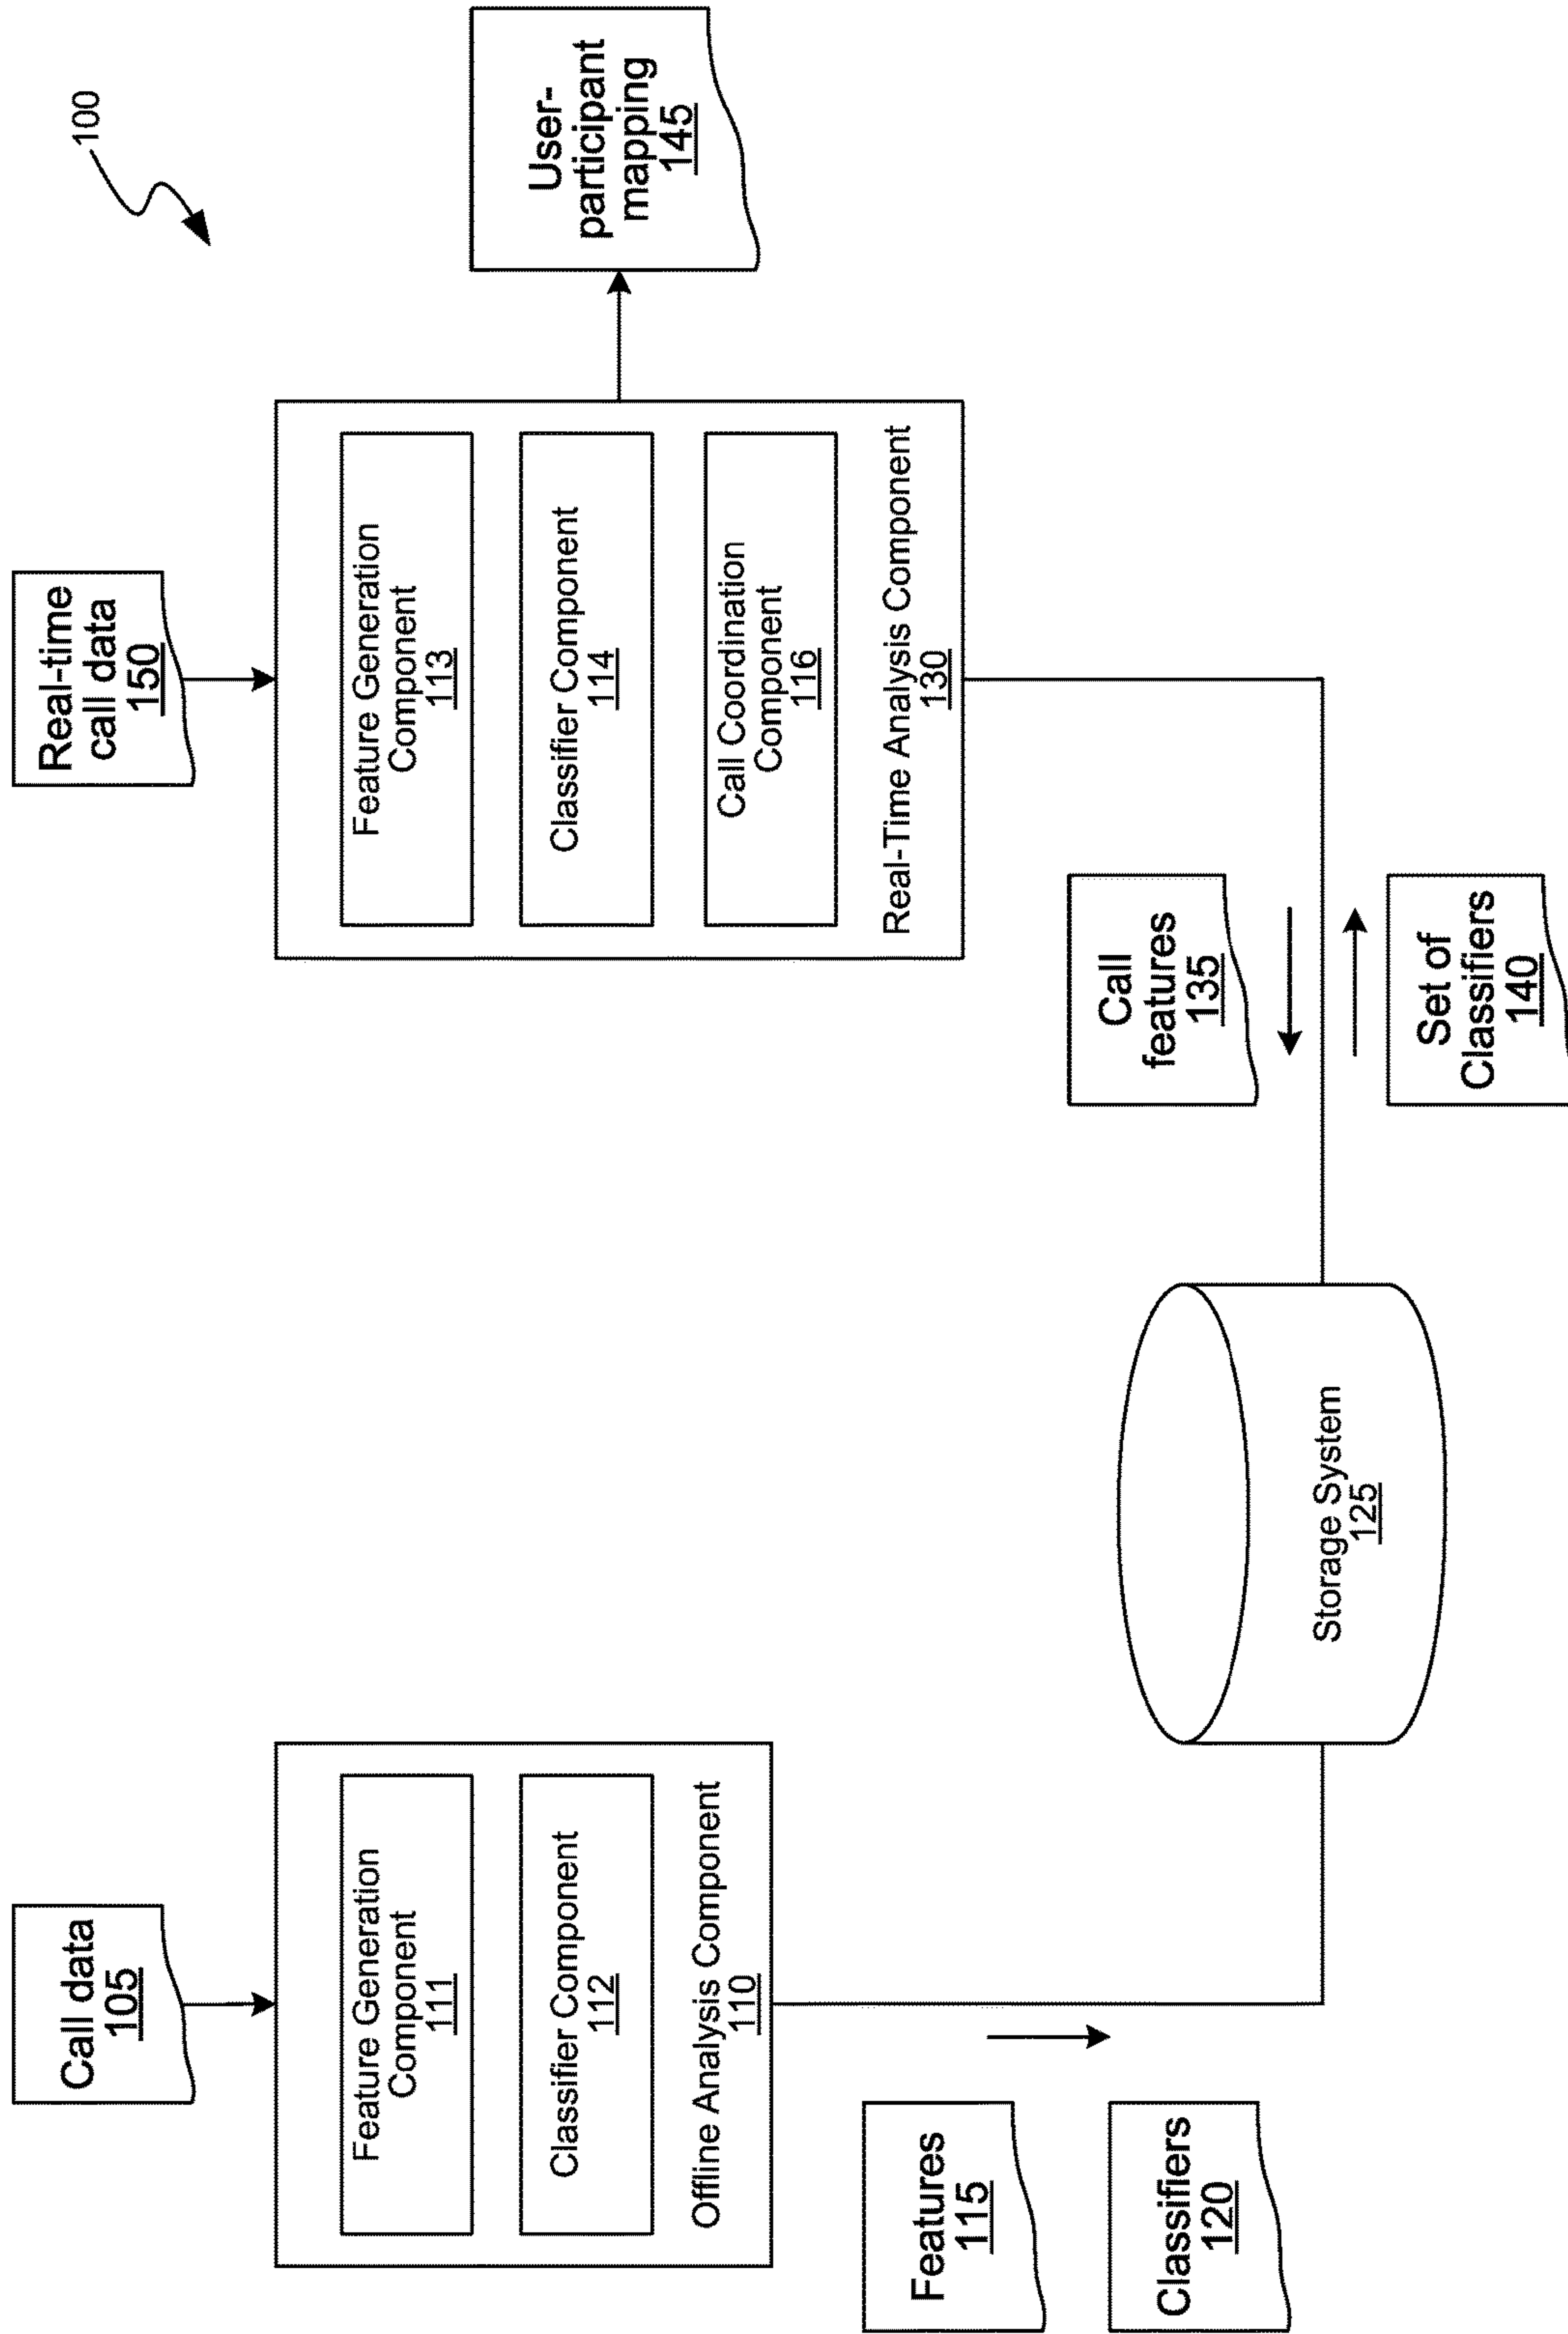 100
Call data
105
Feature Generation
Component
111
Classifier Component
112
Offline Analysis Component
110
Features
115
Classifiers
120
Storage System
125
Real-time
call data
150
Feature Generation
Component
113
Classifier Component
114
Call Coordination
Component
116
Real-Time Analysis Component
130
User-
participant
mapping
145
Call
features
135
Set of
Classifiers
140